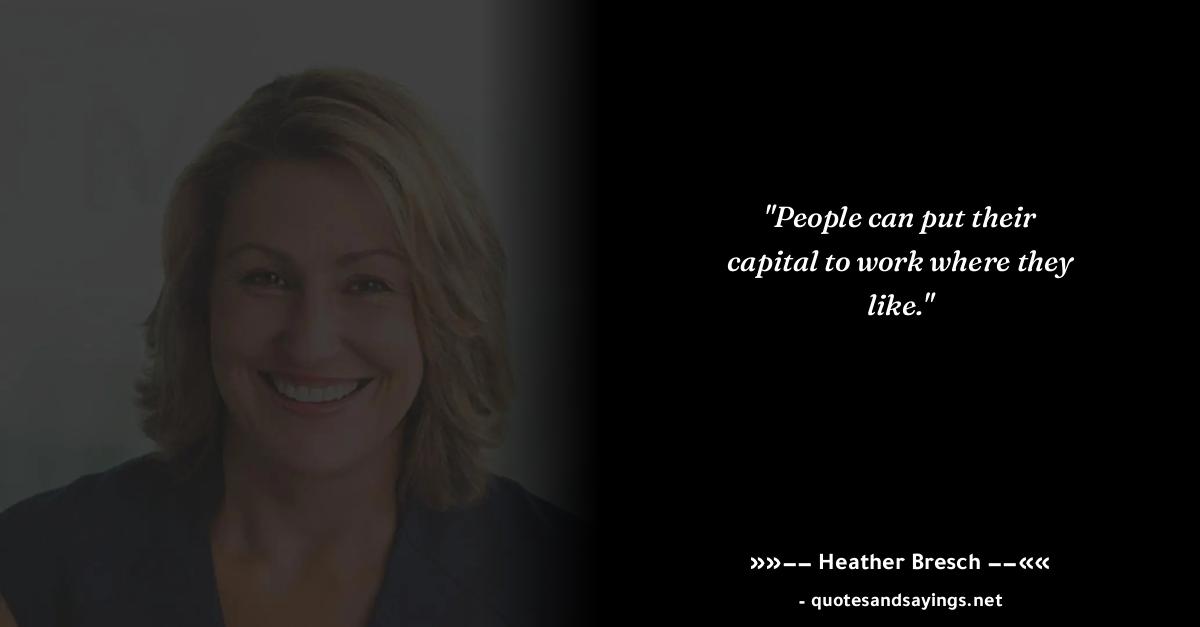 "People can put their
capital to work where they
like."
»»−− Heather Bresch −−««
- quotesandsayings.net